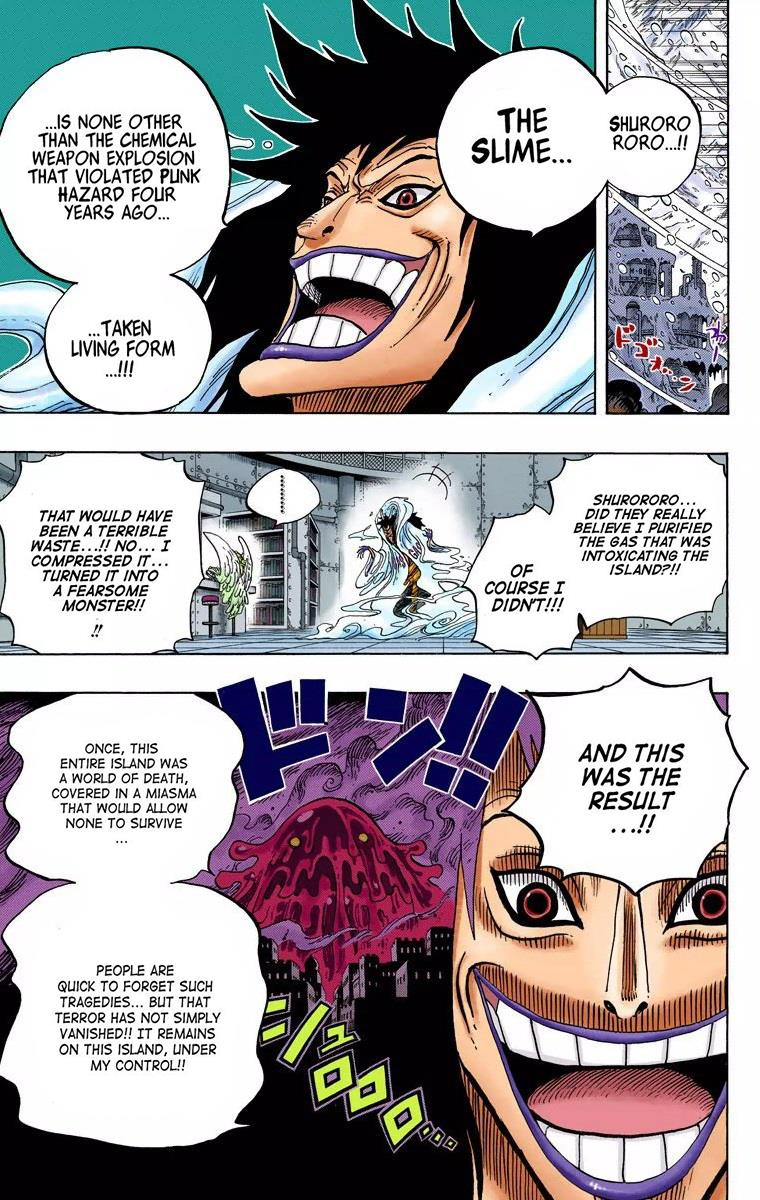 SHURORO
RORO...!!
ドゴォ...ン
THE
SLIME...
...IS NONE OTHER
THAN THE CHEMICAL
WEAPON EXPLOSION
THAT VIOLATED PUNK
HAZARD FOUR
YEARS AGO...
...TAKEN
LIVING FORM
...!!!
SHURORORO...
DID THEY REALLY
BELIEVE I PURIFIED
THE GAS THAT WAS
INTOXICATING THE
ISLAND?!!
OF
COURSE I
DIDN'T!!!
THAT WOULD HAVE
BEEN A TERRIBLE
WASTE...!! NO... I
COMPRESSED IT...
TURNED IT INTO
A FEARSOME
MONSTER!!
!!
AND THIS
WAS THE
RESULT
...!!
ドン!!
ONCE, THIS
ENTIRE ISLAND WAS
A WORLD OF DEATH,
COVERED IN A MIASMA
THAT WOULD ALLOW
NONE TO SURVIVE
...
PEOPLE ARE
QUICK TO FORGET SUCH
TRAGEDIES... BUT THAT
TERROR HAS NOT SIMPLY
VANISHED!! IT REMAINS
ON THIS ISLAND, UNDER
MY CONTROL!!
シュロロロ...